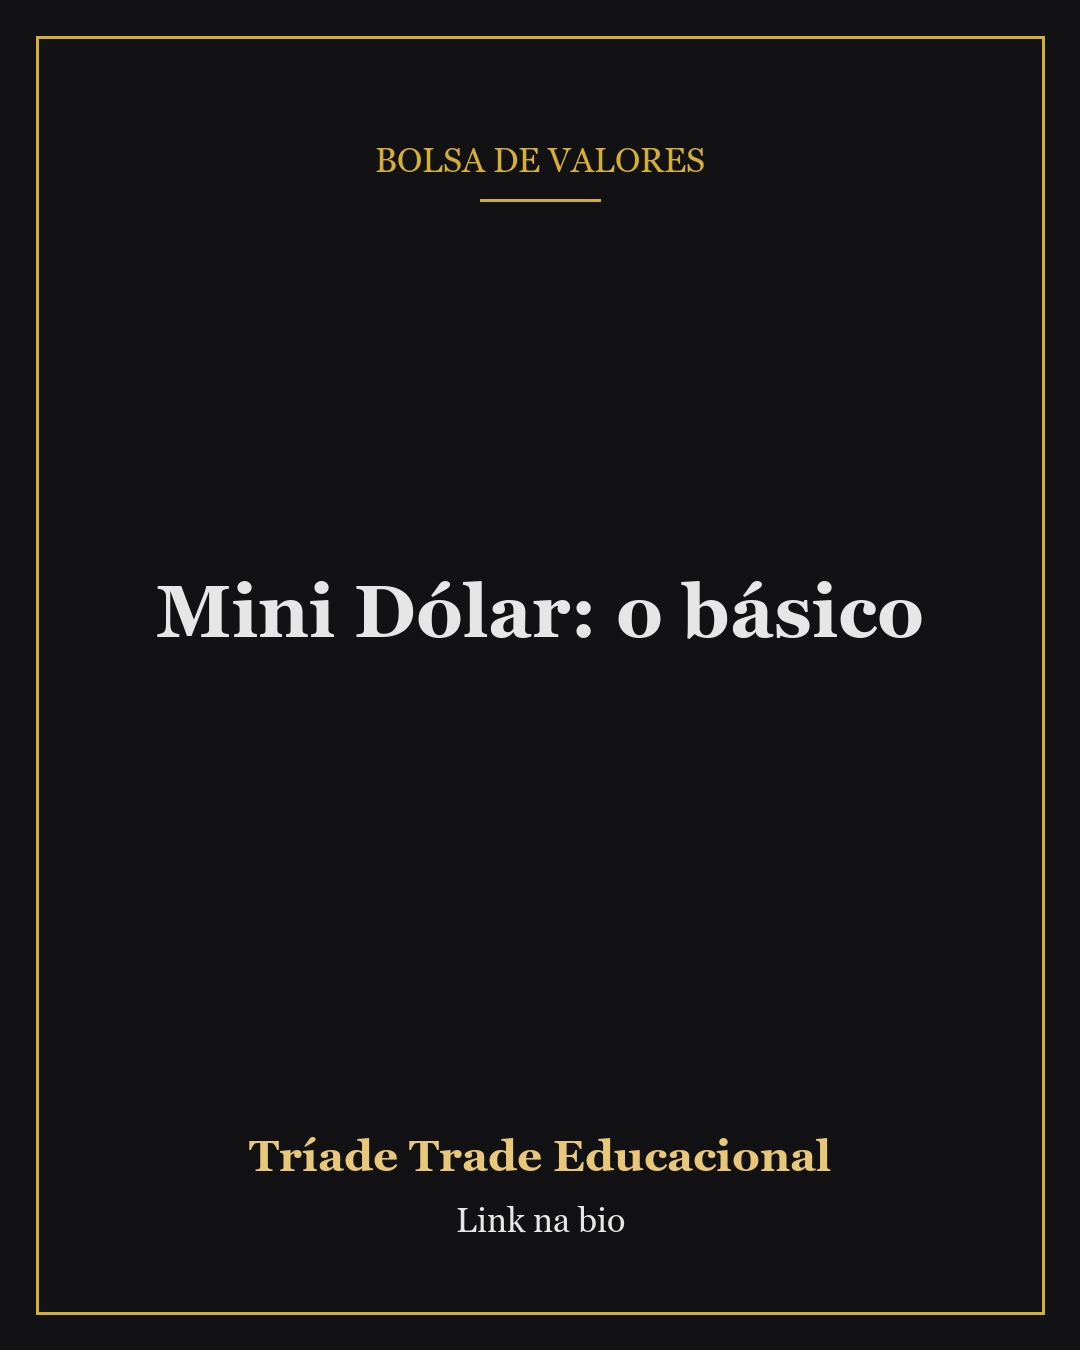 BOLSA DE VALORES
Mini Dólar: o básico
Tríade Trade Educacional
Link na bio